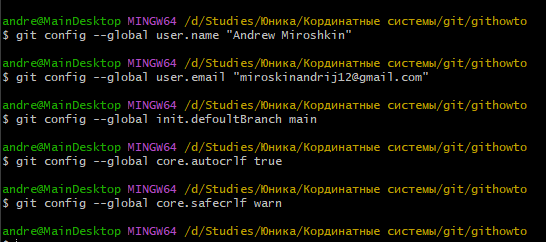 andre@MainDesktop MINGW64 /d/Studies/Юника/Кординатные системы/git/githowto
$ git config --global user.name "Andrew Miroshkin"
andre@MainDesktop MINGW64 /d/Studies/Юника/Кординатные системы/git/githowto
$ git config --global user.email "miroskinandrij12@gmail.com"
andre@MainDesktop MINGW64 /d/Studies/Юника/Кординатные системы/git/githowto
$ git config --global init.defoultBranch main
andre@MainDesktop MINGW64 /d/Studies/Юника/Кординатные системы/git/githowto
$ git config --global core.autocrlf true
andre@MainDesktop MINGW64 /d/Studies/Юника/Кординатные системы/git/githowto
$ git config --global core.safecrlf warn
andre@MainDesktop MINGW64 /d/Studies/Юника/Кординатные системы/git/githowto